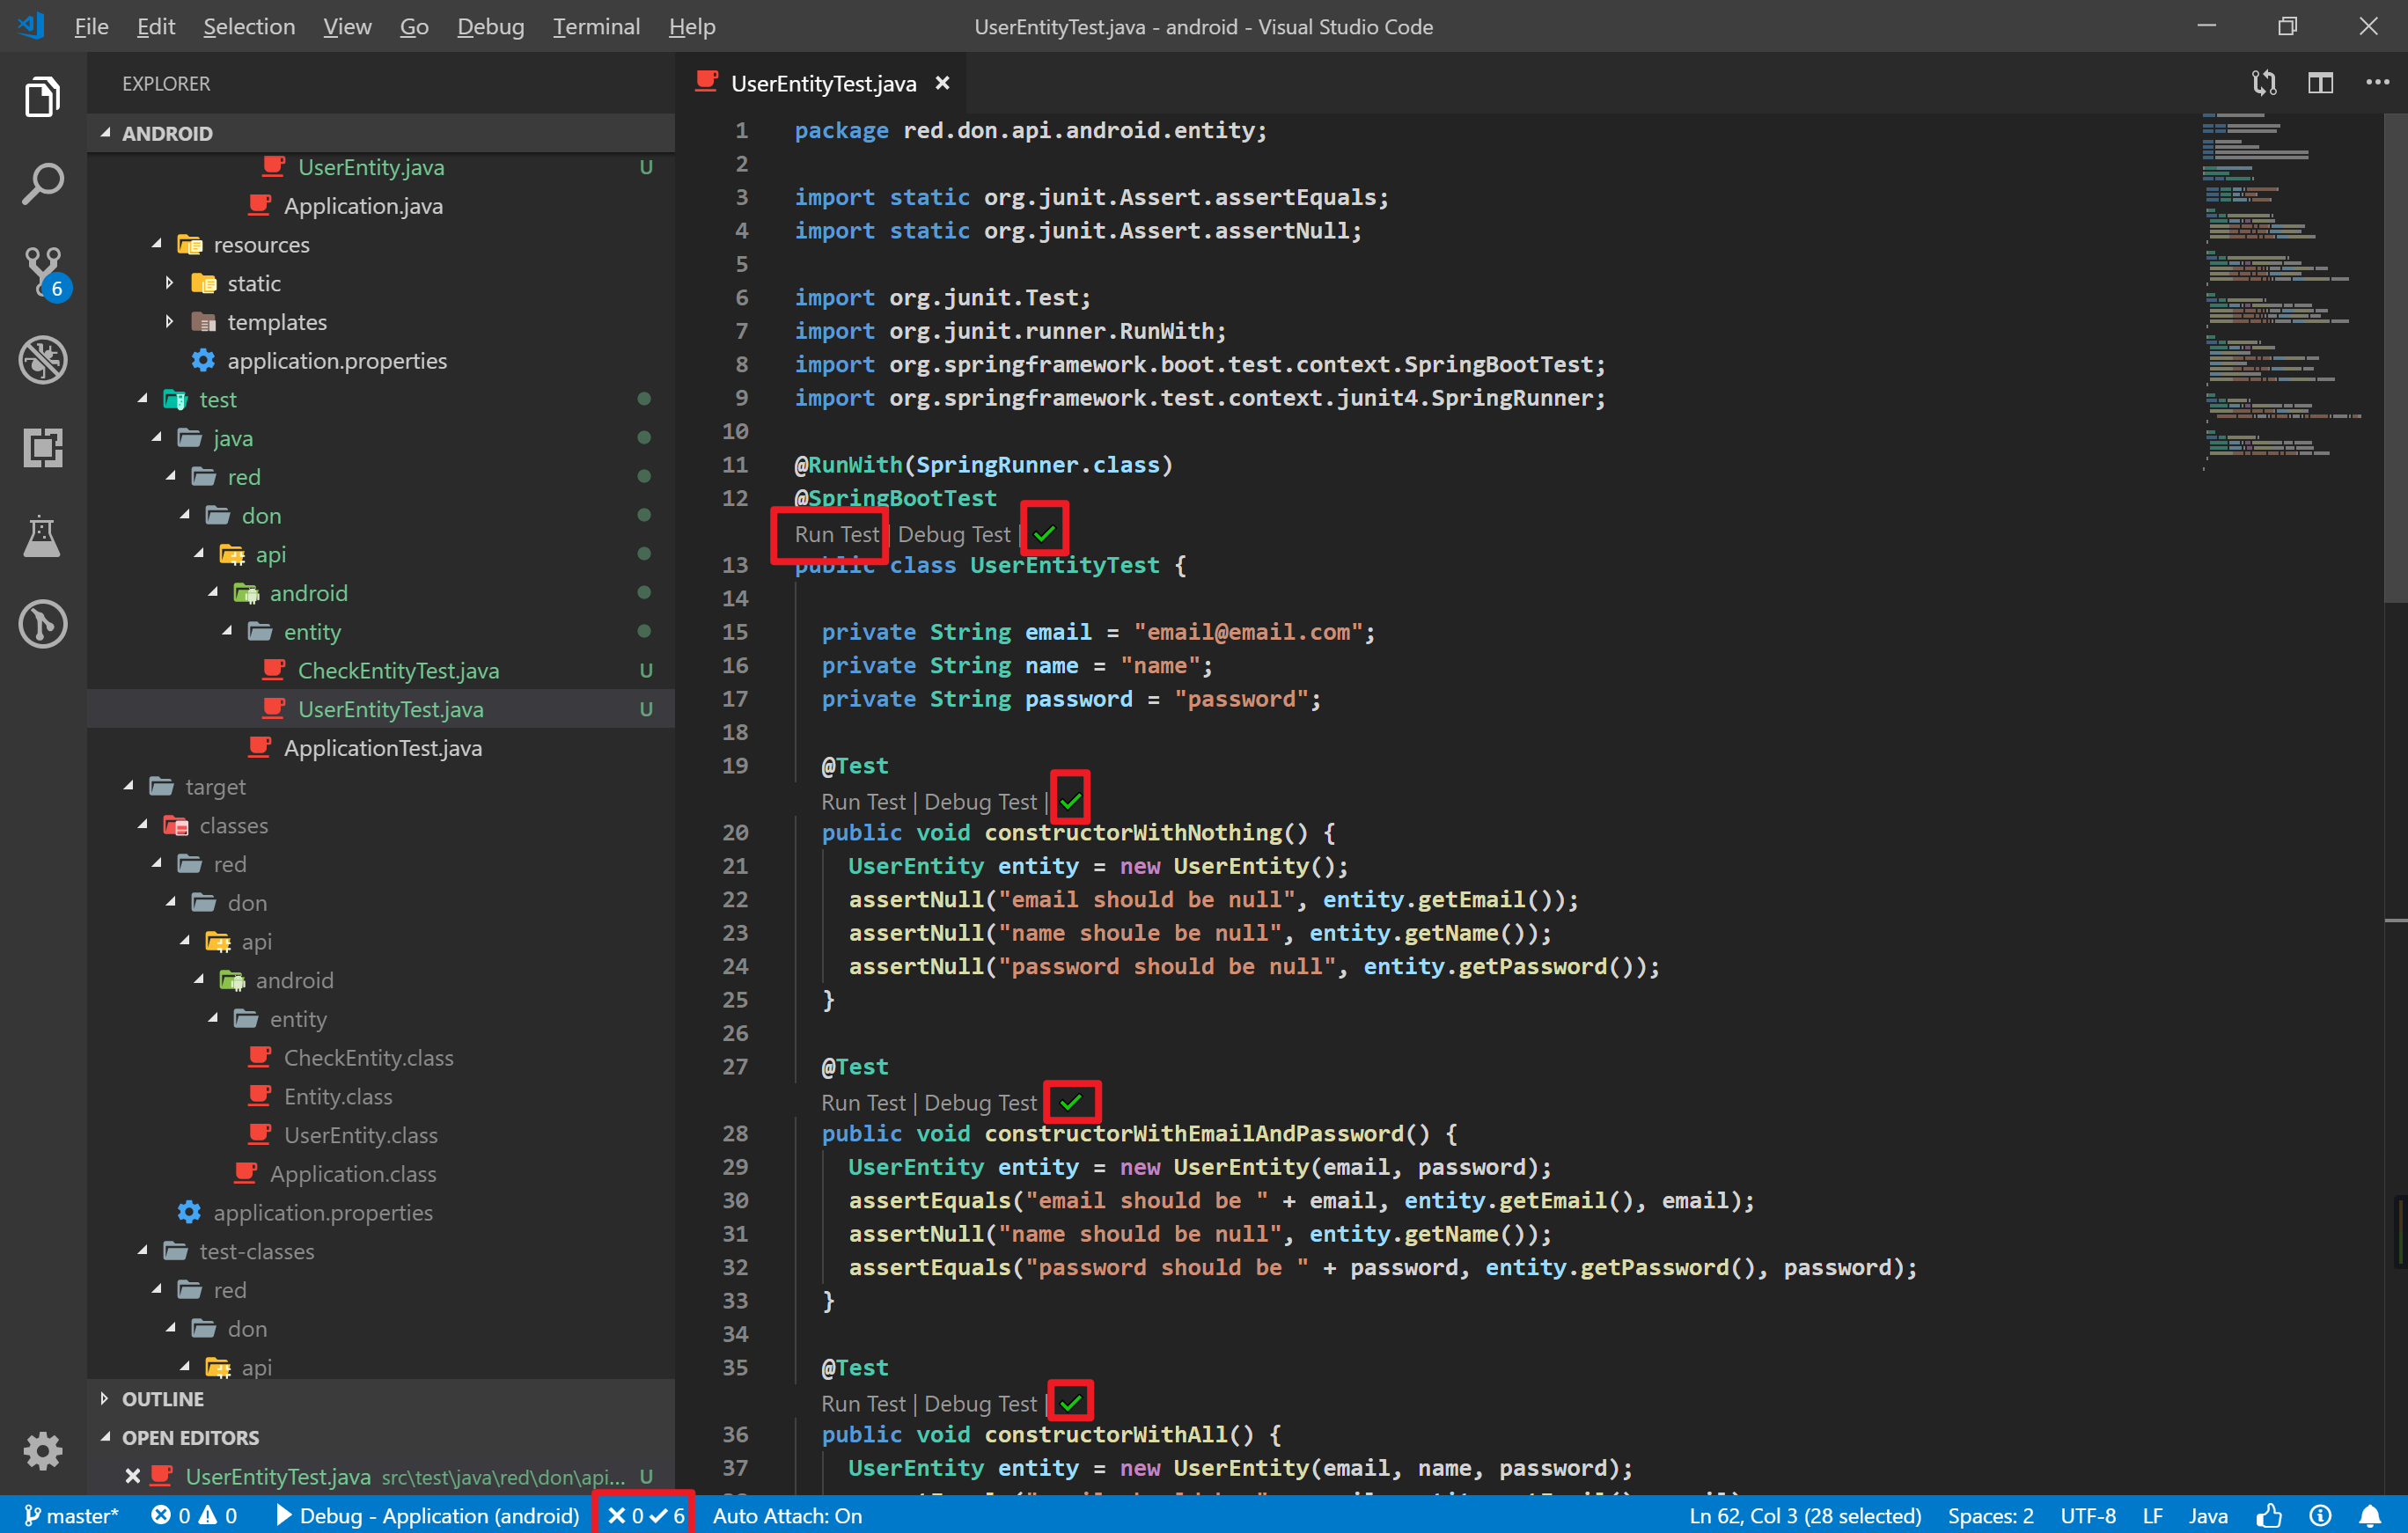 File Edit Selection View Go Debug Terminal Help
UserEntityTest.java - android - Visual Studio Code
EXPLORER
ANDROID
UserEntity.java U
Application.java
resources
static
templates
application.properties
test
java
red
don
api
android
entity
CheckEntityTest.java U
UserEntityTest.java U
ApplicationTest.java
target
classes
red
don
api
android
entity
CheckEntity.class
Entity.class
UserEntity.class
Application.class
application.properties
test-classes
red
don
api
OUTLINE
OPEN EDITORS
UserEntityTest.java src\test\java\red\don\api... U
6
UserEntityTest.java
1 package red.don.api.android.entity;
2
3 import static org.junit.Assert.assertEquals;
4 import static org.junit.Assert.assertNull;
5
6 import org.junit.Test;
7 import org.junit.runner.RunWith;
8 import org.springframework.boot.test.context.SpringBootTest;
9 import org.springframework.test.context.junit4.SpringRunner;
10
11 @RunWith(SpringRunner.class)
12 @SpringBootTest
Run Test | Debug Test | ✓
13 public class UserEntityTest {
14
15 private String email = "email@email.com";
16 private String name = "name";
17 private String password = "password";
18
19 @Test
Run Test | Debug Test | ✓
20 public void constructorWithNothing() {
21 UserEntity entity = new UserEntity();
22 assertNull("email should be null", entity.getEmail());
23 assertNull("name shoule be null", entity.getName());
24 assertNull("password should be null", entity.getPassword());
25 }
26
27 @Test
Run Test | Debug Test ✓
28 public void constructorWithEmailAndPassword() {
29 UserEntity entity = new UserEntity(email, password);
30 assertEquals("email should be " + email, entity.getEmail(), email);
31 assertNull("name should be null", entity.getName());
32 assertEquals("password should be " + password, entity.getPassword(), password);
33 }
34
35 @Test
Run Test | Debug Test | ✓
36 public void constructorWithAll() {
37 UserEntity entity = new UserEntity(email, name, password);
master* 0 0 Debug - Application (android) 0 ✓ 6 Auto Attach: On Ln 62, Col 3 (28 selected) Spaces: 2 UTF-8 LF Java